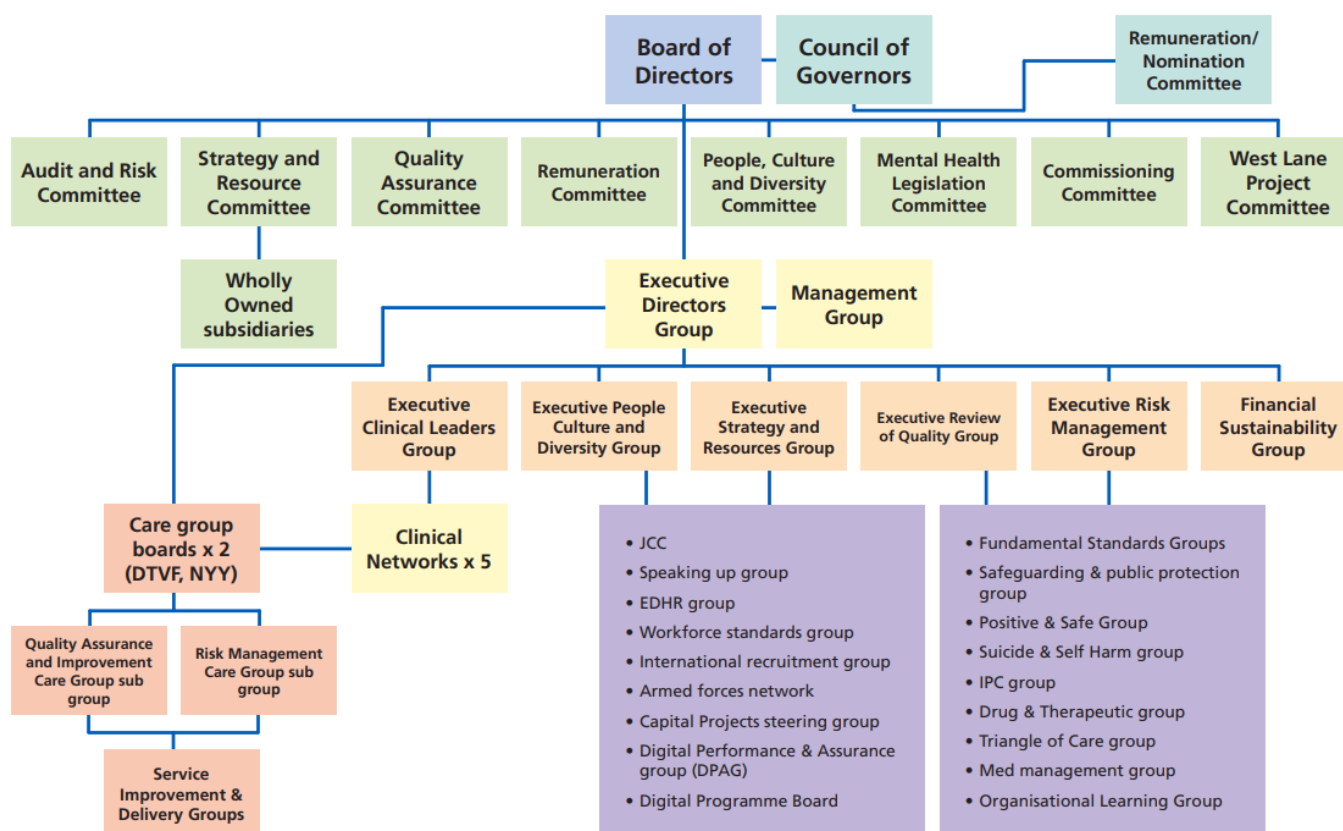 Board of
Directors
Council of
Governors
Remuneration/
Nomination
Committee
Audit and Risk
Committee
Strategy and
Resource
Committee
Quality
Assurance
Committee
Remuneration
Committee
People, Culture
and Diversity
Committee
Mental Health
Legislation
Committee
Commissioning
Committee
West Lane
Project
Committee
Wholly
Owned
subsidiaries
Executive
Directors
Group
Management
Group
Executive
Clinical Leaders
Group
Executive People
Culture and
Diversity Group
Executive
Strategy and
Resources Group
Executive Review
of Quality Group
Executive Risk
Management
Group
Financial
Sustainability
Group
Care group
boards x 2
(DTVF, NYY)
Clinical
Networks x 5
Quality Assurance
and Improvement
Care Group sub
group
Risk Management
Care Group sub
group
Service
Improvement &
Delivery Groups
• JCC
• Speaking up group
• EDHR group
• Workforce standards group
• International recruitment group
• Armed forces network
• Capital Projects steering group
• Digital Performance & Assurance
group (DPAG)
• Digital Programme Board
• Fundamental Standards Groups
• Safeguarding & public protection
group
• Positive & Safe Group
• Suicide & Self Harm group
• IPC group
• Drug & Therapeutic group
• Triangle of Care group
• Med management group
• Organisational Learning Group